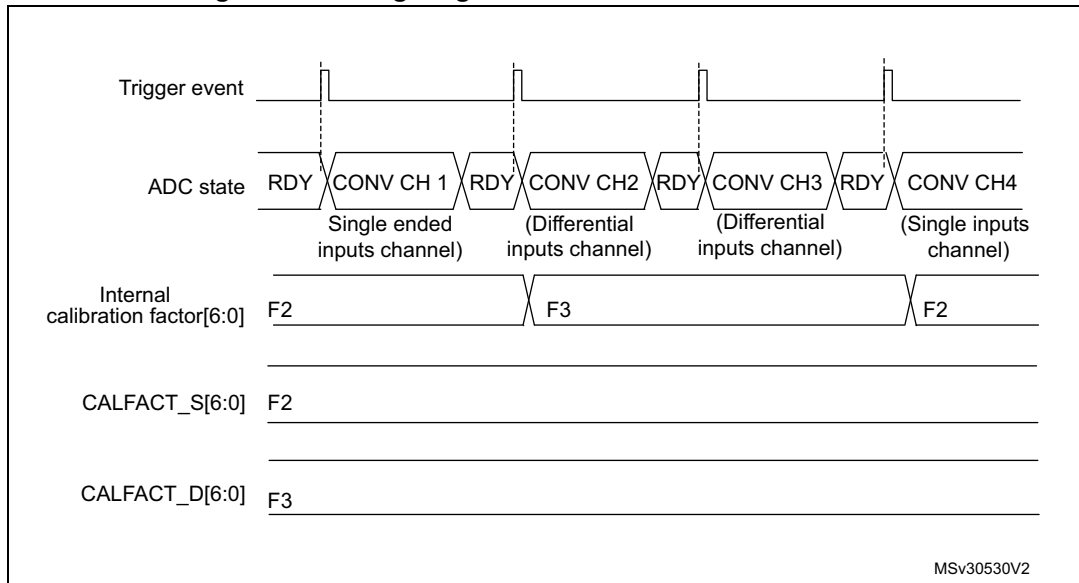 Trigger event
ADC state
RDY CONV CH 1 RDY CONV CH2 RDY CONV CH3 RDY CONV CH4
Single ended
inputs channel)
(Differential
inputs channel)
(Differential
inputs channel)
(Single inputs
channel)
Internal
calibration factor[6:0]
F2 F3 F2
CALFACT_S[6:0] F2
CALFACT_D[6:0] F3
MSv30530V2